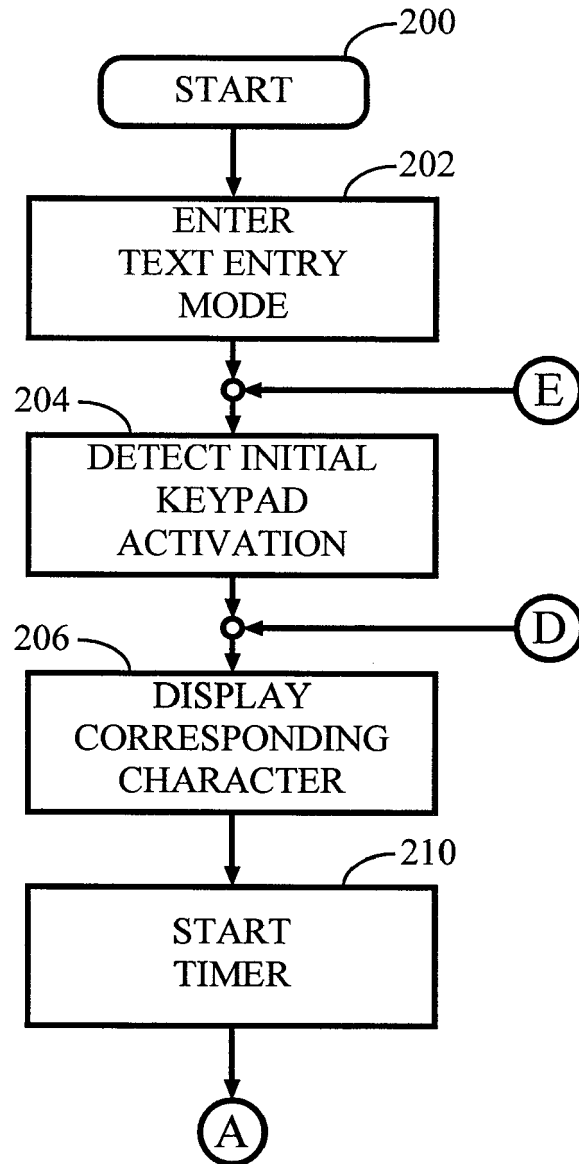 200
START
202
ENTER
TEXT ENTRY
MODE
E
204
DETECT INITIAL
KEYPAD
ACTIVATION
D
206
DISPLAY
CORRESPONDING
CHARACTER
210
START
TIMER
A